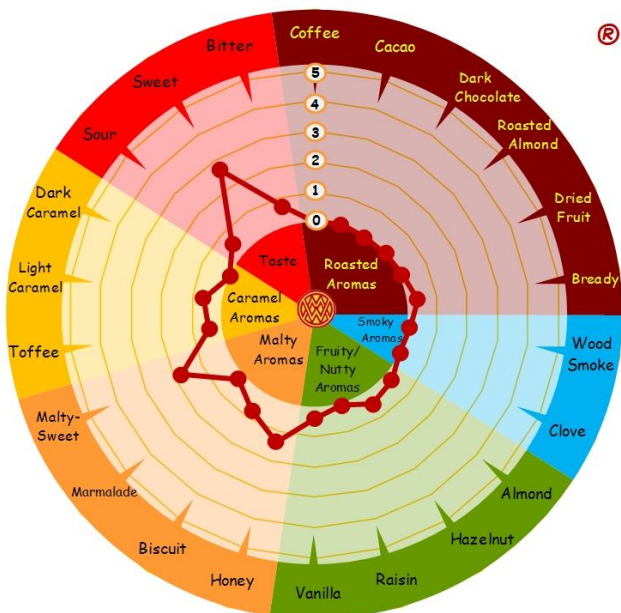 ®
Coffee
Cacao
Dark
Chocolate
Roasted
Almond
Dried
Fruit
Bready
Wood
Smoke
Clove
Almond
Hazelnut
Raisin
Vanilla
Honey
Biscuit
Marmalade
Malty-
Sweet
Toffee
Light
Caramel
Dark
Caramel
Sour
Sweet
Bitter
5
4
3
2
1
0
Taste
Roasted
Aromas
Smoky
Aromas
Fruity/
Nutty
Aromas
Malty
Aromas
Caramel
Aromas